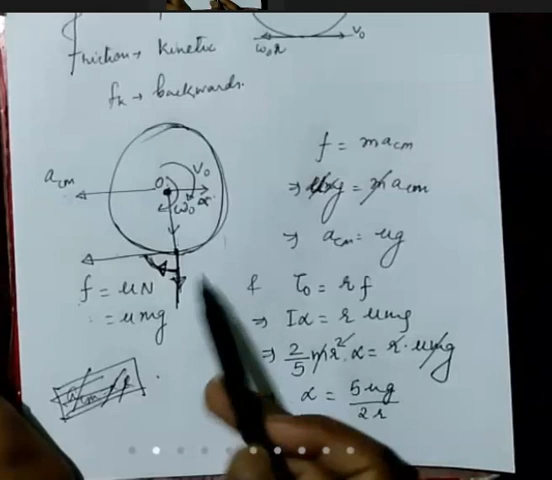 friction → kinetic
fk → backwards.
ω₀r
v₀
a_cm
O
v₀
ω₀
α
f = μN
= μmg
f = ma_cm
⇒ μmg = m a_cm
⇒ a_cm = μg
& τ₀ = rf
⇒ Iα = r μmg
⇒ 2/5 mr² α = r · μmg
α = 5μg/2r